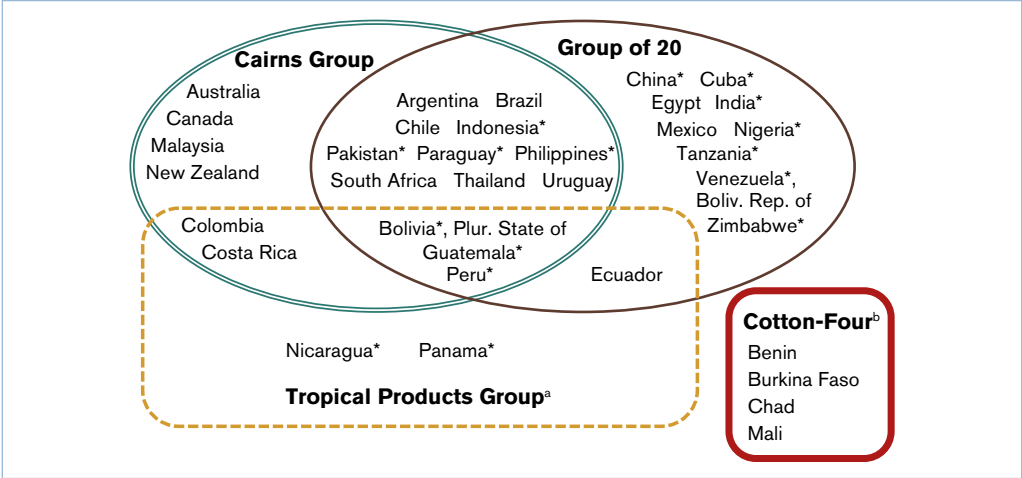 Cairns Group
Australia
Canada
Malaysia
New Zealand
Argentina Brazil
Chile Indonesia*
Pakistan* Paraguay* Philippines*
South Africa Thailand Uruguay
Group of 20
China* Cuba*
Egypt India*
Mexico Nigeria*
Tanzania*
Venezuela*,
Boliv. Rep. of
Zimbabwe*
Colombia
Costa Rica
Bolivia*, Plur. State of
Guatemala*
Peru*
Ecuador
Nicaragua* Panama*
Tropical Products Groupᵃ
Cotton-Fourᵇ
Benin
Burkina Faso
Chad
Mali